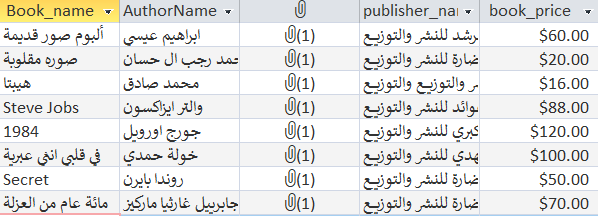 Book_name AuthorName publisher_na book_price
ألبوم صور قديمة ابراهيم عيسي (1) رشد للنشر والتوزيع $60.00
صوره مقلوبة حمد رجب ال حسان (1) ضارة للنشر والتوزيع $20.00
هيبتا محمد صادق (1) ر والتوزيع والتوزيع $16.00
Steve Jobs والتر ايزاكسون (1) وائد للنشر والتوزيع $88.00
1984 جورج اورويل (1) كبري للنشر والتوزيع $120.00
في قلبي انثي عبرية خولة حمدي (1) هدي للنشر والتوزيع $100.00
Secret روندا بايرن (1) ضارة للنشر والتوزيع $50.00
مائة عام من العزلة جابرييل غارثيا ماركيز (1) ضارة للنشر والتوزيع $70.00